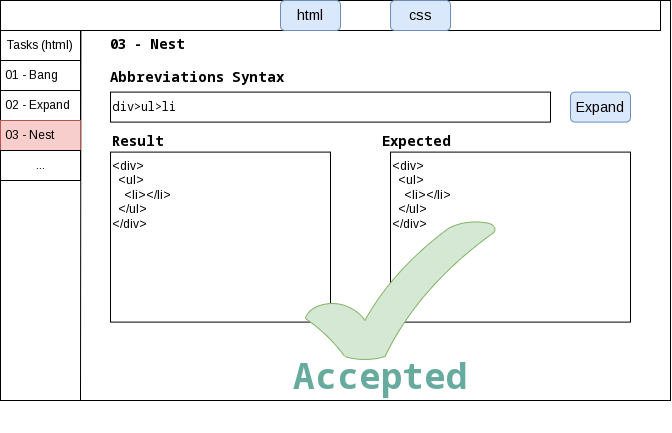 html
css
Tasks (html)
01 - Bang
02 - Expand
03 - Nest
...
03 - Nest
Abbreviations Syntax
div>ul>li
Expand
Result
<div>
  <ul>
    <li></li>
  </ul>
</div>
Expected
<div>
  <ul>
    <li></li>
  </ul>
</div>
Accepted